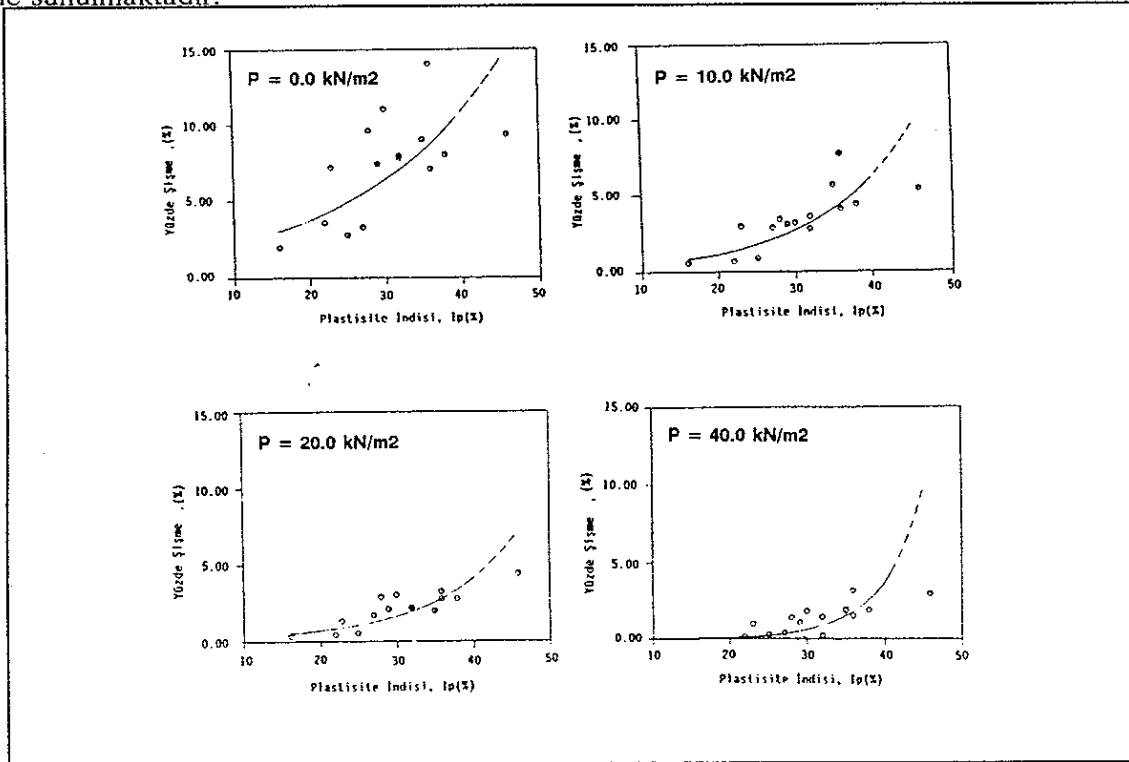 sunulmaktadır.
P = 0.0 kN/m2
15.00
10.00
5.00
0.00
Yüzde Şişme ,(%)
10 20 30 40 50
Plastisite İndisi, Ip(%)
P = 10.0 kN/m2
15.00
10.00
5.00
0.00
Yüzde Şişme ,(%)
10 20 30 40 50
Plastisite İndisi, Ip(%)
P = 20.0 kN/m2
15.00
10.00
5.00
0.00
Yüzde Şişme ,(%)
10 20 30 40 50
Plastisite İndisi, Ip(%)
P = 40.0 kN/m2
15.00
10.00
5.00
0.00
Yüzde Şişme ,(%)
10 20 30 40 50
Plastisite İndisi, Ip(%)